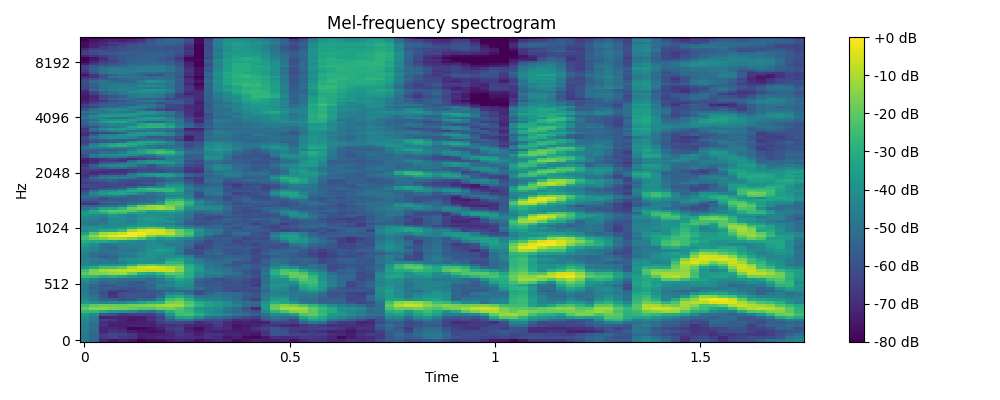 Mel-frequency spectrogram
Hz
8192
4096
2048
1024
512
0
0
0.5
1
1.5
Time
+0 dB
-10 dB
-20 dB
-30 dB
-40 dB
-50 dB
-60 dB
-70 dB
-80 dB